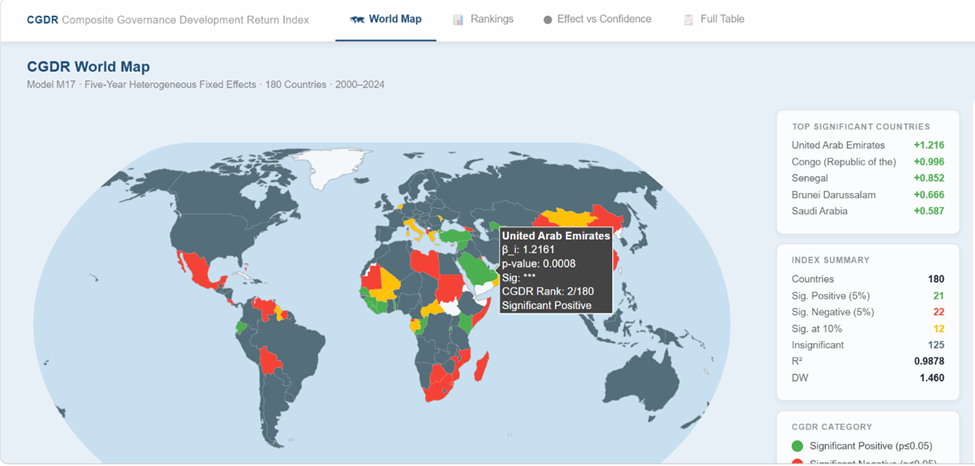 CGDR Composite Governance Development Return Index
World Map
Rankings
Effect vs Confidence
Full Table
CGDR World Map
Model M17 · Five-Year Heterogeneous Fixed Effects · 180 Countries · 2000–2024
TOP SIGNIFICANT COUNTRIES
United Arab Emirates +1.216
Congo (Republic of the) +0.996
Senegal +0.852
Brunei Darussalam +0.666
Saudi Arabia +0.587
United Arab Emirates
β_i: 1.2161
p-value: 0.0008
Sig: ***
CGDR Rank: 2/180
Significant Positive
INDEX SUMMARY
Countries 180
Sig. Positive (5%) 21
Sig. Negative (5%) 22
Sig. at 10% 12
Insignificant 125
R² 0.9878
DW 1.460
CGDR CATEGORY
Significant Positive (p≤0.05)
Significant Negative (p≤0.05)